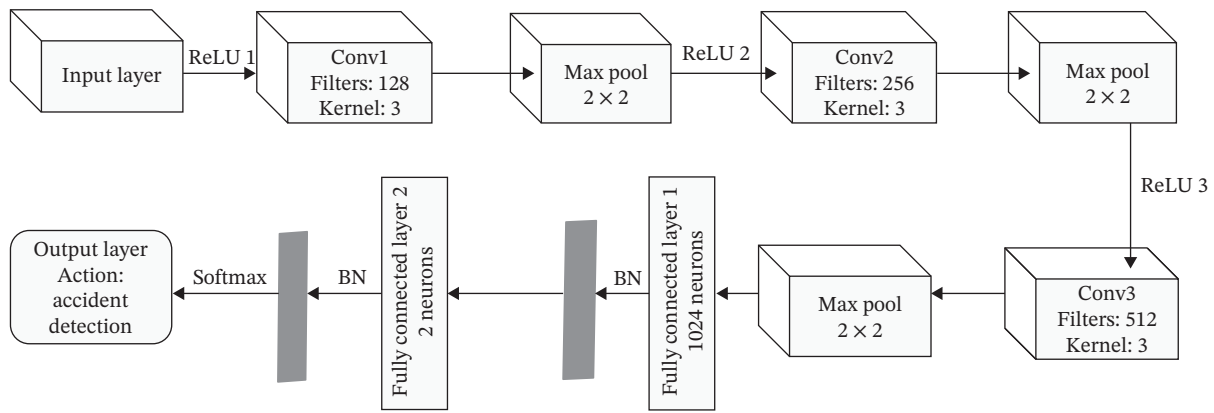 Input layer
ReLU 1
Conv1
Filters: 128
Kernel: 3
Max pool
2 × 2
ReLU 2
Conv2
Filters: 256
Kernel: 3
Max pool
2 × 2
ReLU 3
Conv3
Filters: 512
Kernel: 3
Max pool
2 × 2
Fully connected layer 1
1024 neurons
BN
Fully connected layer 2
2 neurons
BN
Softmax
Output layer
Action:
accident
detection